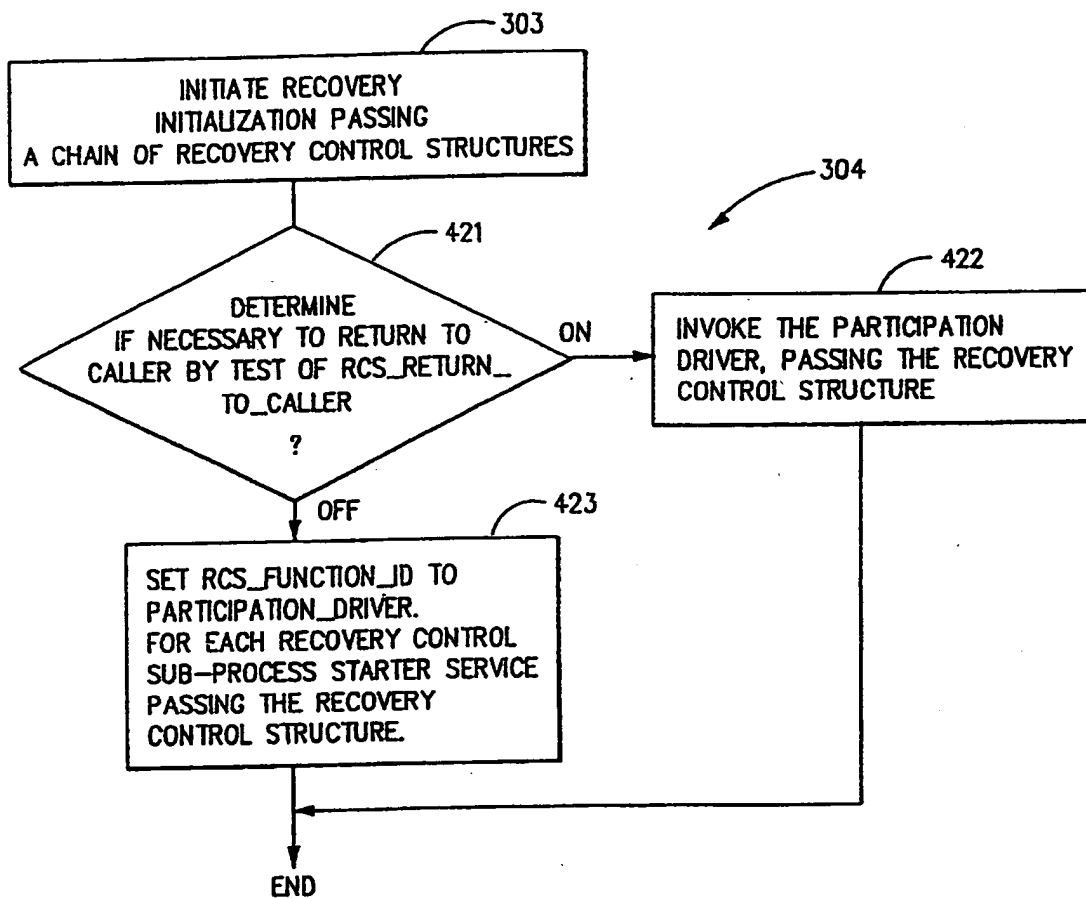 303
INITIATE RECOVERY
INITIALIZATION PASSING
A CHAIN OF RECOVERY CONTROL STRUCTURES
304
421
DETERMINE
IF NECESSARY TO RETURN TO
CALLER BY TEST OF RCS_RETURN_
TO_CALLER
?
ON
422
INVOKE THE PARTICIPATION
DRIVER, PASSING THE RECOVERY
CONTROL STRUCTURE
OFF
423
SET RCS_FUNCTION_ID TO
PARTICIPATION_DRIVER.
FOR EACH RECOVERY CONTROL
SUB-PROCESS STARTER SERVICE
PASSING THE RECOVERY
CONTROL STRUCTURE.
END